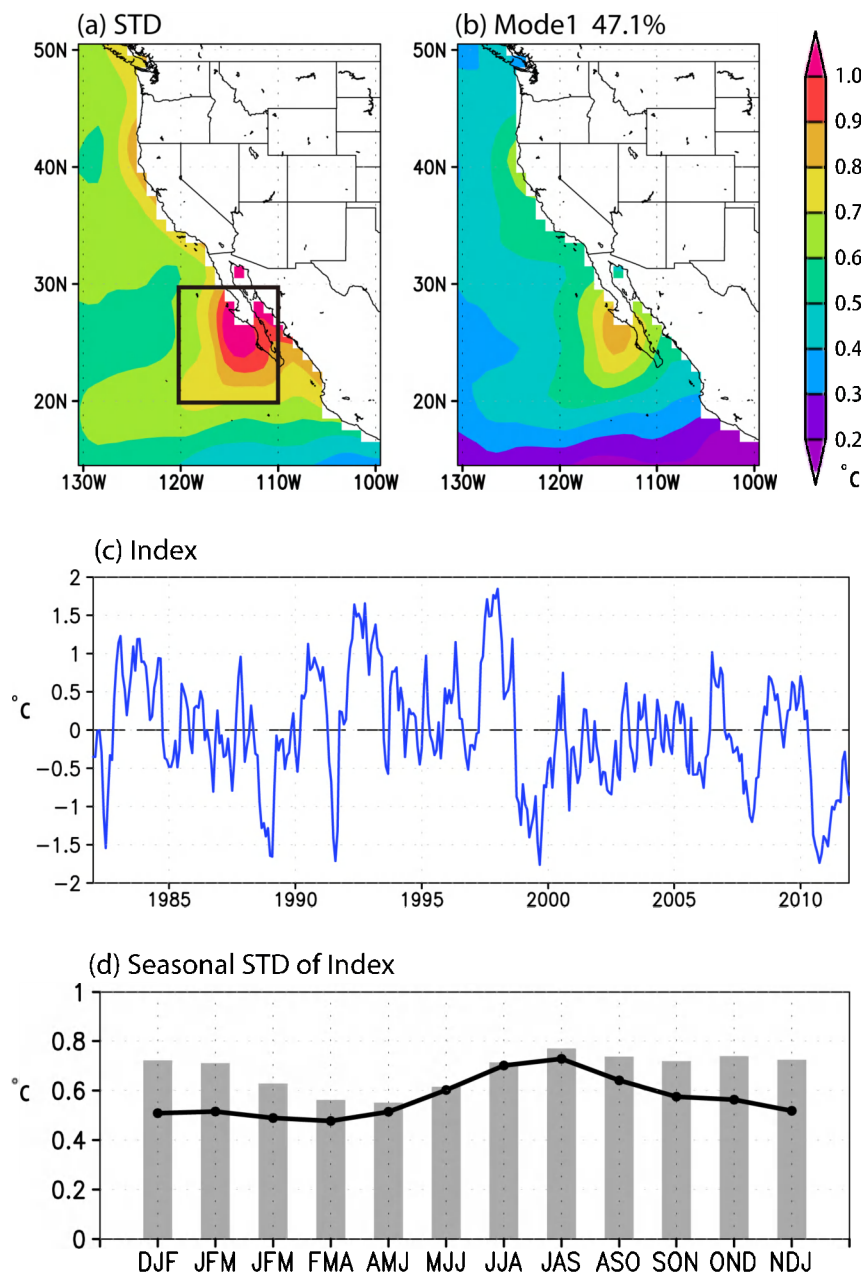 (a) STD
(b) Mode1 47.1%
50N
40N
30N
20N
130W 120W 110W 100W
50N
40N
30N
20N
130W 120W 110W 100W
1.0
0.9
0.8
0.7
0.6
0.5
0.4
0.3
0.2
°C
(c) Index
2
1.5
1
0.5
0
−0.5
−1
−1.5
−2
°C
1985 1990 1995 2000 2005 2010
(d) Seasonal STD of Index
1
0.8
0.6
0.4
0.2
0
°C
DJF JFM JFM FMA AMJ MJJ JJA JAS ASO SON OND NDJ